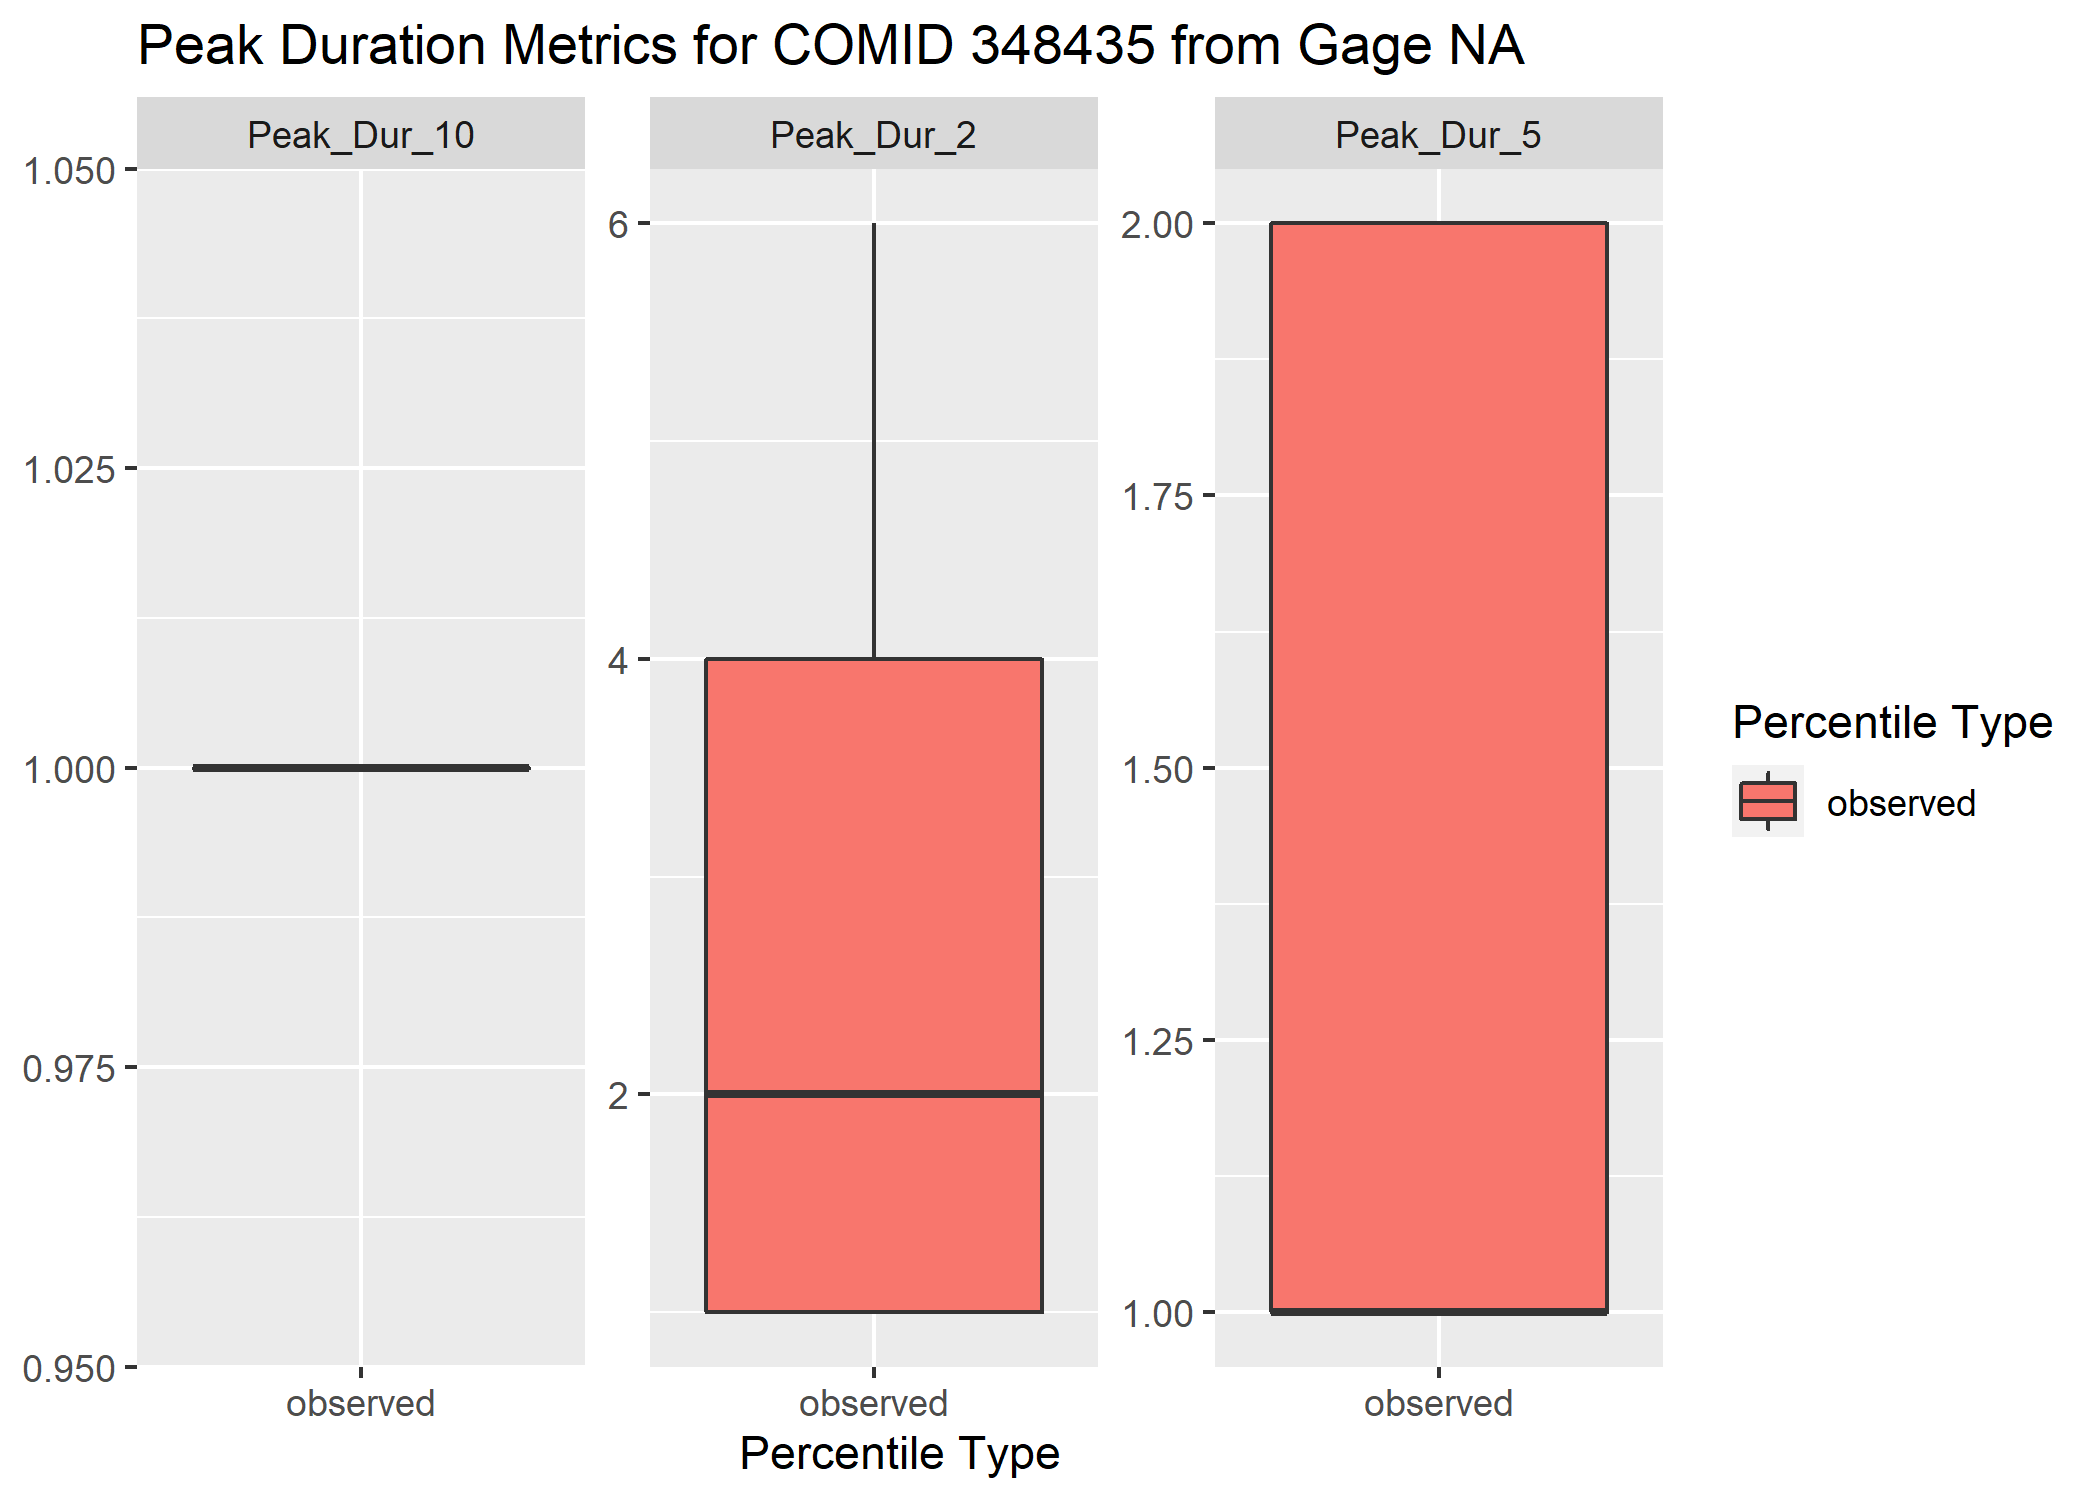 Peak Duration Metrics for COMID 348435 from Gage NA
Peak_Dur_10
Peak_Dur_2
Peak_Dur_5
1.050
1.025
1.000
0.975
0.950
6
4
2
2.00
1.75
1.50
1.25
1.00
observed
observed
observed
Percentile Type
Percentile Type
observed